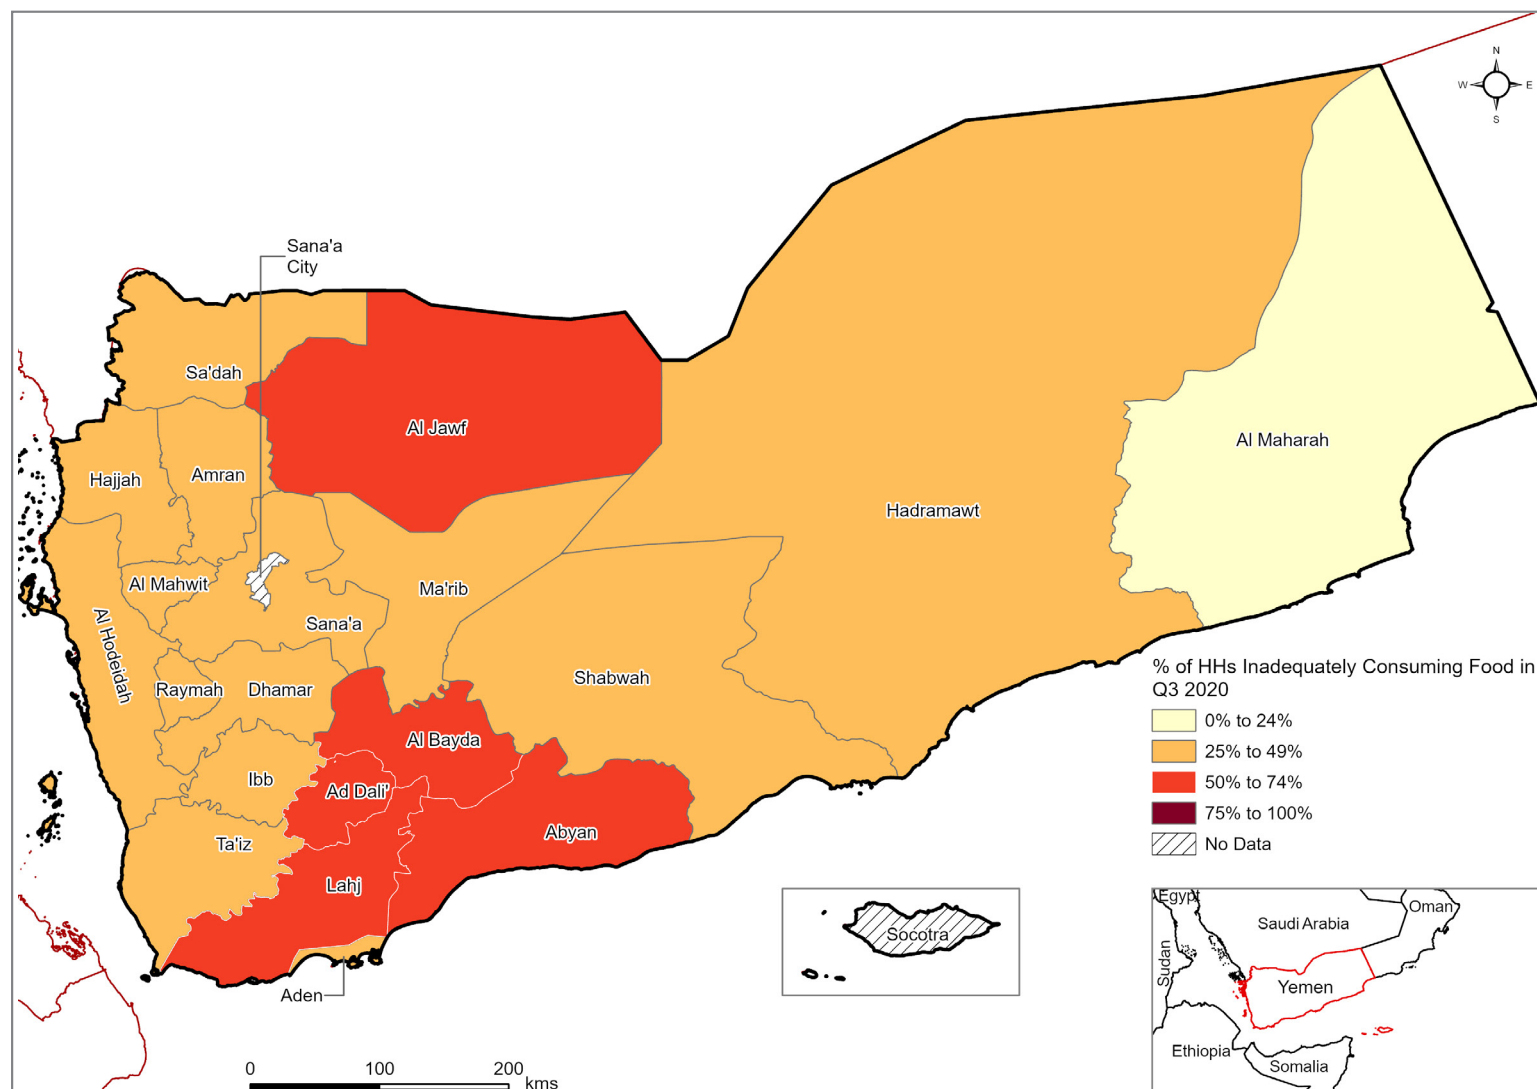 N
W
E
S
Sana'a
City
Sa'dah
Al Jawf
Hajjah
Amran
Al Maharah
Hadramawt
Al Mahwit
Ma'rib
Al Hodeidah
Sana'a
Shabwah
Raymah
Dhamar
Al Bayda
Ibb
Ad Dali'
Abyan
Ta'iz
Lahj
Aden
% of HHs Inadequately Consuming Food in
Q3 2020
0% to 24%
25% to 49%
50% to 74%
75% to 100%
No Data
Socotra
Egypt
Saudi Arabia
Oman
Sudan
Yemen
Ethiopia
Somalia
0 100 200
kms